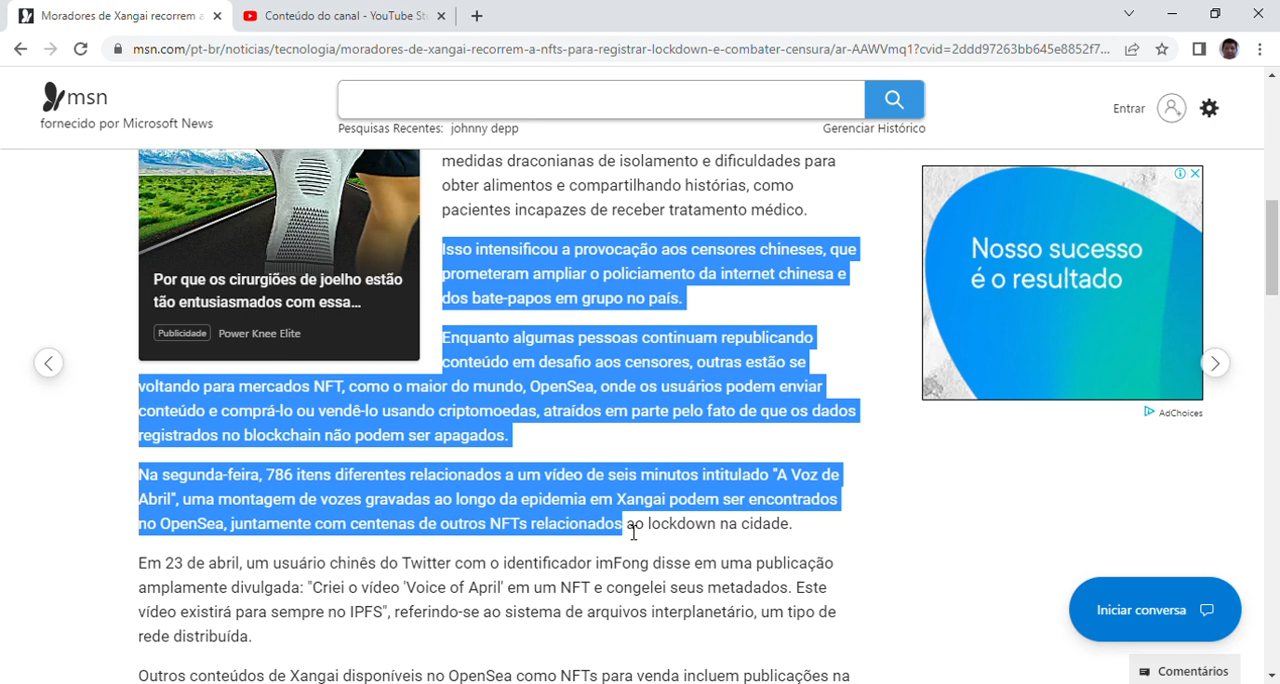 Moradores de Xangai recorrem a
Conteúdo do canal - YouTube St
msn.com/pt-br/noticias/tecnologia/moradores-de-xangai-recorrem-a-nfts-para-registrar-lockdown-e-combater-censura/ar-AAWVmq1?cvid=2ddd97263bb645e8852f7...
msn
fornecido por Microsoft News
Pesquisas Recentes: johnny depp
Gerenciar Histórico
Entrar
medidas draconianas de isolamento e dificuldades para
obter alimentos e compartilhando histórias, como
pacientes incapazes de receber tratamento médico.
Por que os cirurgiões de joelho estão
tão entusiasmados com essa...
Publicidade Power Knee Elite
Isso intensificou a provocação aos censores chineses, que
prometeram ampliar o policiamento da internet chinesa e
dos bate-papos em grupo no país.
Enquanto algumas pessoas continuam republicando
conteúdo em desafio aos censores, outras estão se
voltando para mercados NFT, como o maior do mundo, OpenSea, onde os usuários podem enviar
conteúdo e comprá-lo ou vendê-lo usando criptomoedas, atraídos em parte pelo fato de que os dados
registrados no blockchain não podem ser apagados.
Na segunda-feira, 786 itens diferentes relacionados a um vídeo de seis minutos intitulado "A Voz de
Abril", uma montagem de vozes gravadas ao longo da epidemia em Xangai podem ser encontrados
no OpenSea, juntamente com centenas de outros NFTs relacionados ao lockdown na cidade.
Em 23 de abril, um usuário chinês do Twitter com o identificador imFong disse em uma publicação
amplamente divulgada: "Criei o vídeo 'Voice of April' em um NFT e congelei seus metadados. Este
vídeo existirá para sempre no IPFS", referindo-se ao sistema de arquivos interplanetário, um tipo de
rede distribuída.
Outros conteúdos de Xangai disponíveis no OpenSea como NFTs para venda incluem publicações na
Nosso sucesso
é o resultado
AdChoices
Iniciar conversa
Comentários